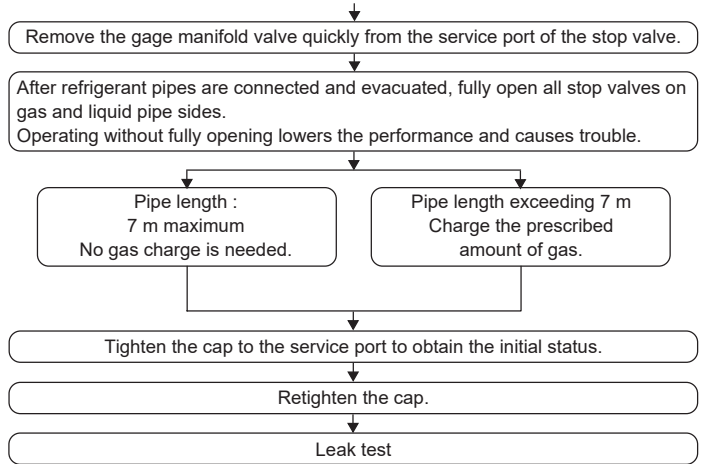 Remove the gage manifold valve quickly from the service port of the stop valve.
After refrigerant pipes are connected and evacuated, fully open all stop valves on
gas and liquid pipe sides.
Operating without fully opening lowers the performance and causes trouble.
Pipe length :
7 m maximum
No gas charge is needed.
Pipe length exceeding 7 m
Charge the prescribed
amount of gas.
Tighten the cap to the service port to obtain the initial status.
Retighten the cap.
Leak test